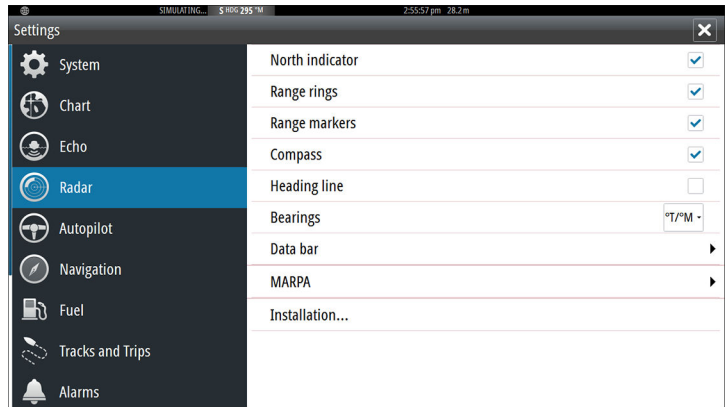 SIMULATING... S HDG 295 °M 2:55:57 pm 28.2 m
Settings
System
Chart
Echo
Radar
Autopilot
Navigation
Fuel
Tracks and Trips
Alarms
North indicator
Range rings
Range markers
Compass
Heading line
Bearings °T/°M
Data bar
MARPA
Installation...